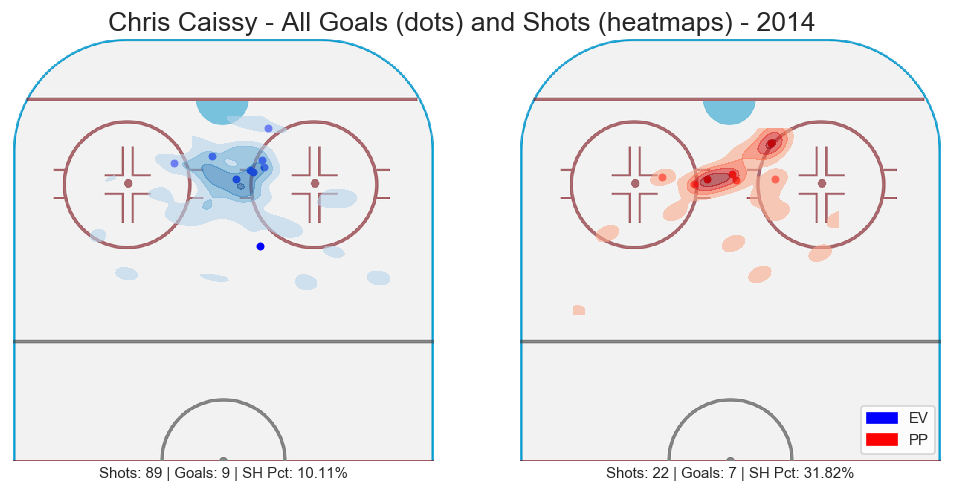 Chris Caissy - All Goals (dots) and Shots (heatmaps) - 2014
EV
PP
Shots: 89 | Goals: 9 | SH Pct: 10.11%
Shots: 22 | Goals: 7 | SH Pct: 31.82%